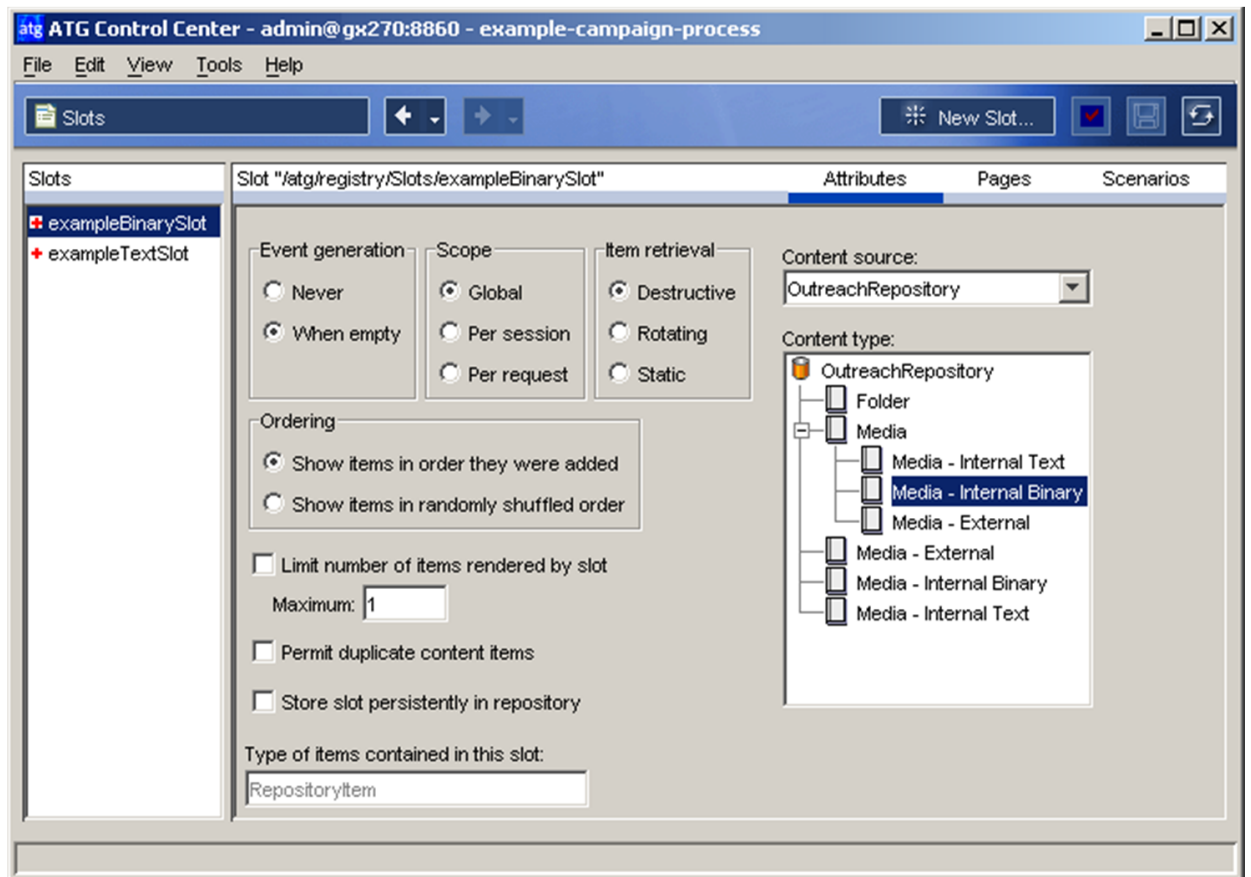 atg ATG Control Center - admin@gx270:8860 - example-campaign-process
File Edit View Tools Help
Slots
New Slot...
Slots
exampleBinarySlot
exampleTextSlot
Slot "/atg/registry/Slots/exampleBinarySlot"
Attributes Pages Scenarios
Event generation
Never
When empty
Scope
Global
Per session
Per request
Item retrieval
Destructive
Rotating
Static
Ordering
Show items in order they were added
Show items in randomly shuffled order
Limit number of items rendered by slot
Maximum: 1
Permit duplicate content items
Store slot persistently in repository
Type of items contained in this slot:
RepositoryItem
Content source:
OutreachRepository
Content type:
OutreachRepository
Folder
Media
Media - Internal Text
Media - Internal Binary
Media - External
Media - External
Media - Internal Binary
Media - Internal Text